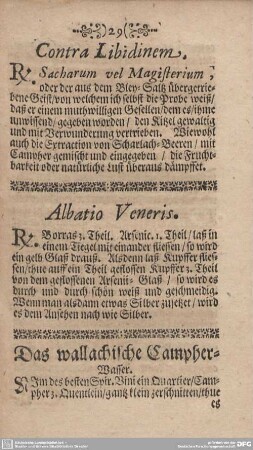 29
Contra Libidinem.
℞. Sacharum vel Magisterium,
oder der aus dem Bley-Saltz übergetrie-
bene Geist/ von welchem ich selbst die Probe weiß/
daß er einem muthwilligen Gesellen/ dem es/ ihme
unwissend/ gegeben worden/ den Kitzel gewaltig
und mit Verwunderung vertrieben. Wiewohl
auch die Extraction von Scharlach-Beeren/ mit
mit Campher gemischt und eingegeben/ die Frucht-
barkeit oder natürliche Lust überaus dämpffet.
Albatio Veneris.
℞. Borras 3. Theil, Arsenic. 1. Theil/ laß in
einem Tiegel mit einander fliessen/ so wird
ein gelb Glaß drauß. Alsdenn laß Kupffer flies-
sen/ thue auff ein Theil geflossen Kupffer 3. Theil
von dem geflossenen Arsenic-Glaß/ so wird es
durch und durch schön weiß und geschmeidig.
Wenn man alsdann etwas Silber zusetzet/ wird
es dem Ansehen nach wie Silber.
Das wallachische Campher-
Wasser.
NIm des besten Spir. Vini ein Quartier/ Cam-
pher 3. Quentlein/ gantz klein zerschnitten/ thue
es